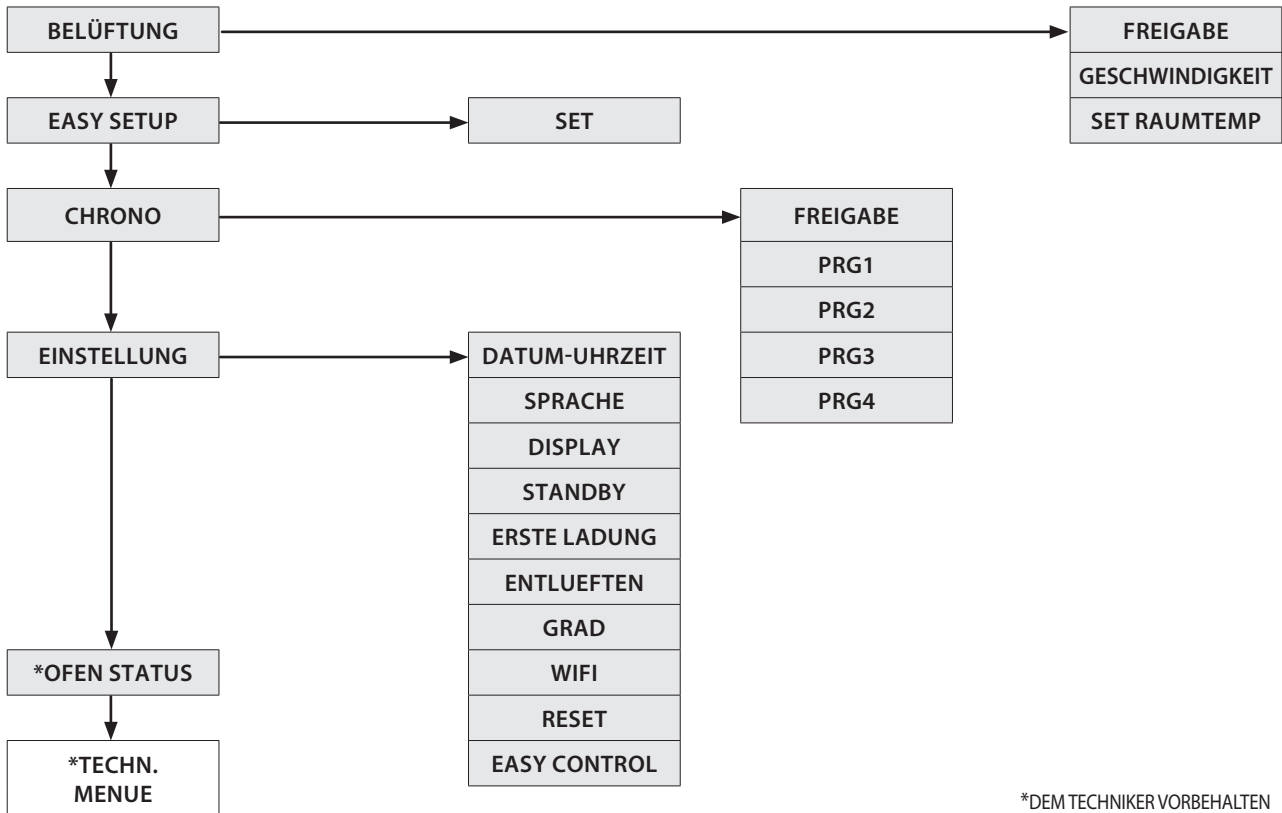 BELÜFTUNG
FREIGABE
GESCHWINDIGKEIT
SET RAUMTEMP
EASY SETUP
SET
CHRONO
FREIGABE
PRG1
PRG2
PRG3
PRG4
EINSTELLUNG
DATUM-UHRZEIT
SPRACHE
DISPLAY
STANDBY
ERSTE LADUNG
ENTLUEFTEN
GRAD
WIFI
RESET
EASY CONTROL
*OFEN STATUS
*TECHN.
MENUE
*DEM TECHNIKER VORBEHALTEN